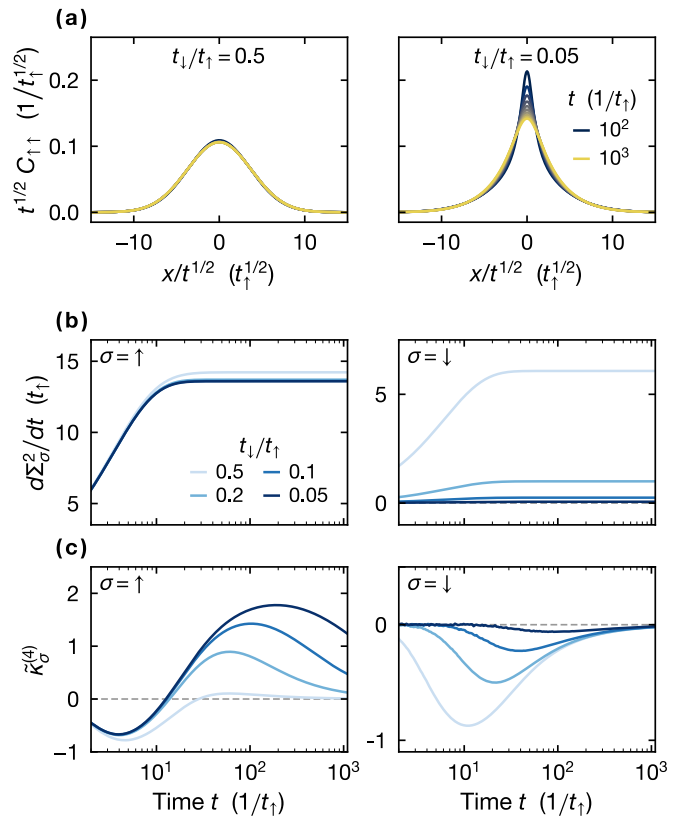 (a)
t↓/t↑ = 0.5
t↓/t↑ = 0.05
t^{1/2} C↑↑ (1/t↑^{1/2})
0.2
0.1
0.0
t (1/t↑)
10²
10³
−10 0 10
−10 0 10
x/t^{1/2} (t↑^{1/2})
x/t^{1/2} (t↑^{1/2})
(b)
σ = ↑
σ = ↓
dΣ²σ/dt (t↑)
15
10
5
t↓/t↑
0.5 0.1
0.2 0.05
5
0
(c)
σ = ↑
σ = ↓
κ̃σ^{(4)}
2
1
0
−1
0
-1
10¹ 10² 10³
10¹ 10² 10³
Time t (1/t↑)
Time t (1/t↑)